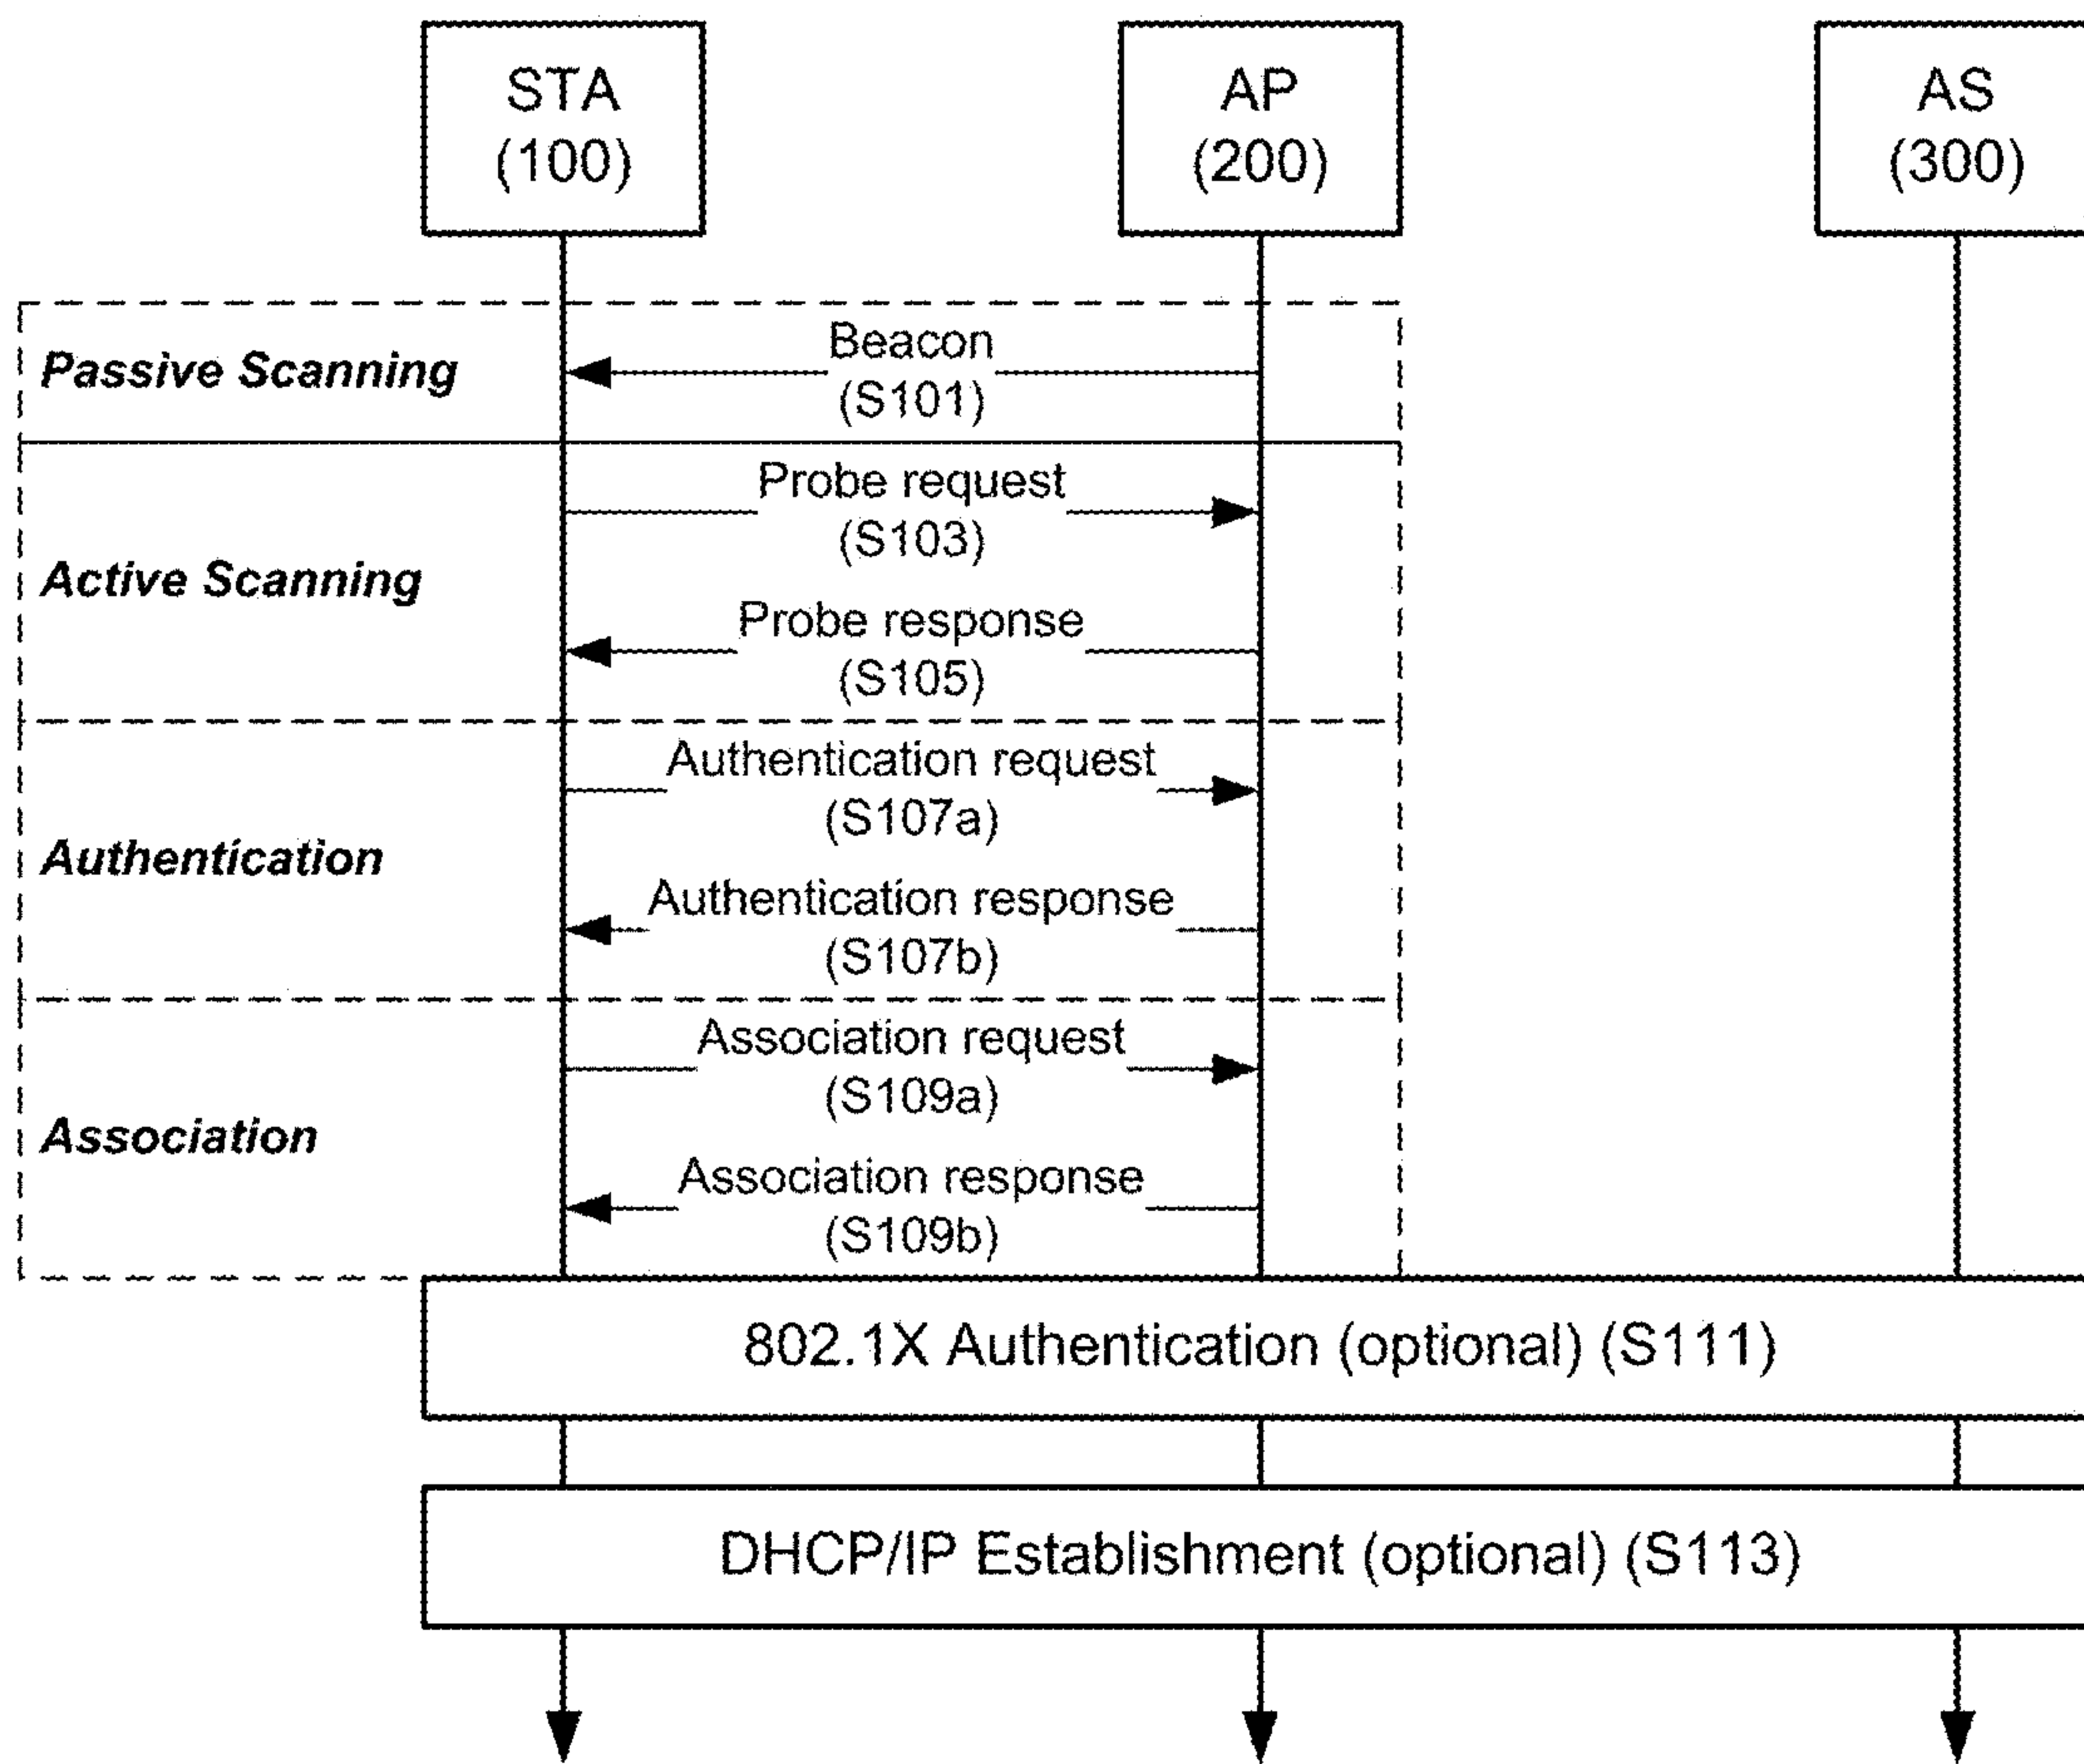 STA
(100)
AP
(200)
AS
(300)
Passive Scanning
Beacon
(S101)
Active Scanning
Probe request
(S103)
Probe response
(S105)
Authentication
Authentication request
(S107a)
Authentication response
(S107b)
Association
Association request
(S109a)
Association response
(S109b)
802.1X Authentication (optional) (S111)
DHCP/IP Establishment (optional) (S113)